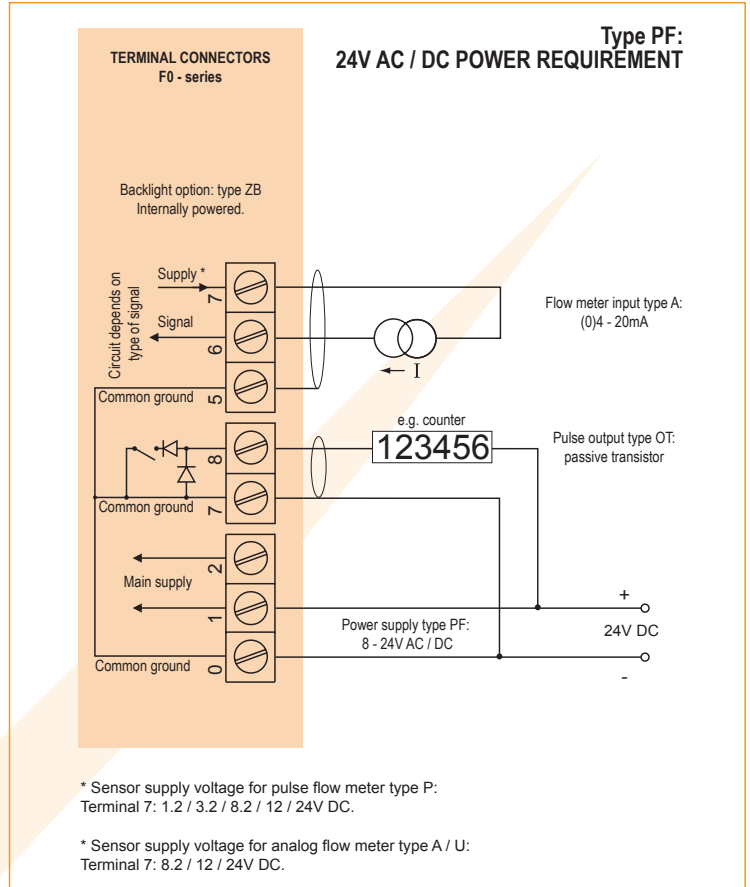 Type PF:
24V AC / DC POWER REQUIREMENT
TERMINAL CONNECTORS
F0 - series
Backlight option: type ZB
Internally powered.
Circuit depends on
type of signal
Supply *
7
Signal
6
Common ground
5
Flow meter input type A:
(0)4 - 20mA
I
e.g. counter
123456
8
Pulse output type OT:
passive transistor
Common ground
7
2
Main supply
1
Power supply type PF:
8 - 24V AC / DC
+
24V DC
-
Common ground
0
* Sensor supply voltage for pulse flow meter type P:
Terminal 7: 1.2 / 3.2 / 8.2 / 12 / 24V DC.
* Sensor supply voltage for analog flow meter type A / U:
Terminal 7: 8.2 / 12 / 24V DC.